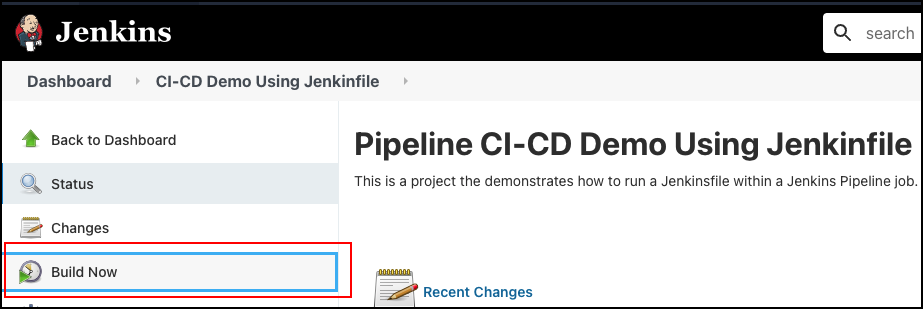 Jenkins
search
Dashboard
CI-CD Demo Using Jenkinfile
Back to Dashboard
Status
Changes
Build Now
Pipeline CI-CD Demo Using Jenkinfile
This is a project the demonstrates how to run a Jenkinsfile within a Jenkins Pipeline job.
Recent Changes